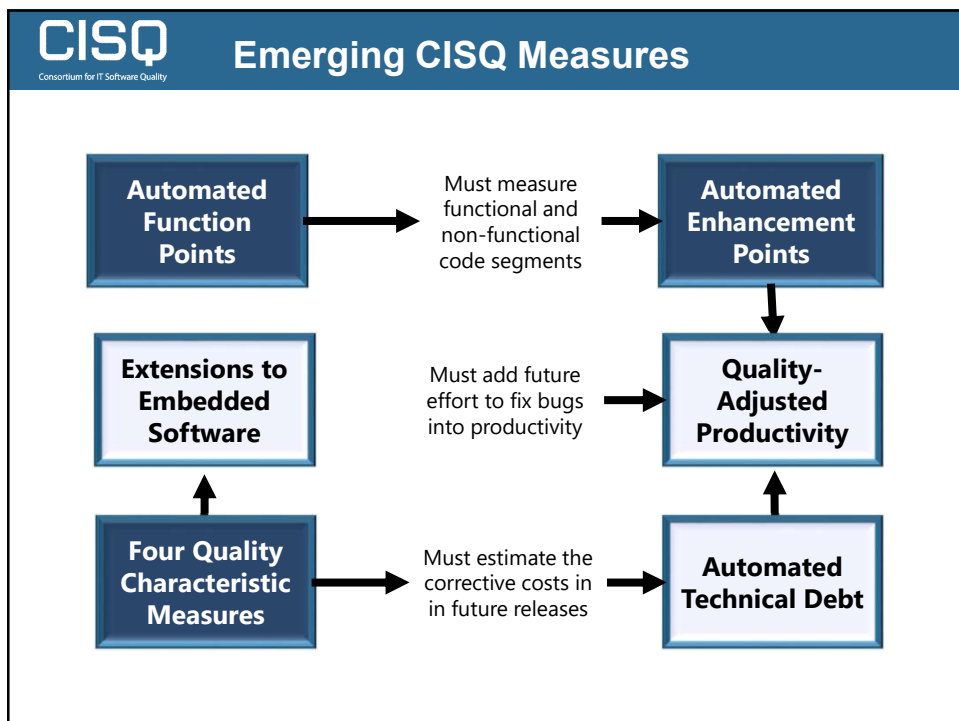 CISQ
Consortium for IT Software Quality
Emerging CISQ Measures
Automated
Function
Points
Must measure
functional and
non-functional
code segments
Automated
Enhancement
Points
Extensions to
Embedded
Software
Must add future
effort to fix bugs
into productivity
Quality-
Adjusted
Productivity
Four Quality
Characteristic
Measures
Must estimate the
corrective costs in
in future releases
Automated
Technical Debt